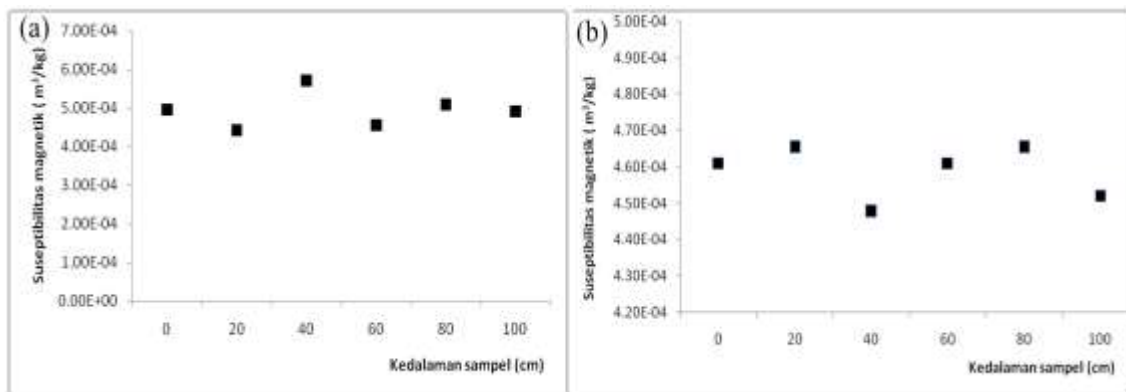 (a)
Suseptibilitas magnetik ( m³/kg)
7.00E-04
6.00E-04
5.00E-04
4.00E-04
3.00E-04
2.00E-04
1.00E-04
0.00E+00
0 20 40 60 80 100
Kedalaman sampel (cm)
(b)
Suseptibilitas magnetik ( m³/kg)
5.00E-04
4.90E-04
4.80E-04
4.70E-04
4.60E-04
4.50E-04
4.40E-04
4.30E-04
4.20E-04
0 20 40 60 80 100
Kedalaman sampel (cm)